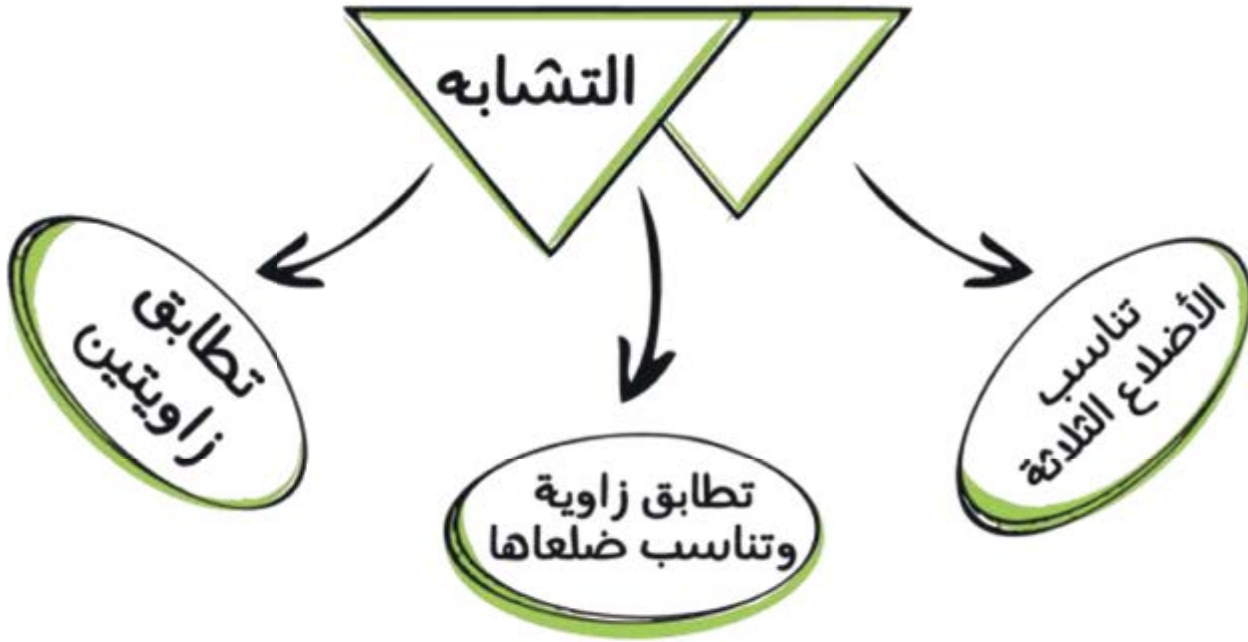 التشابه
تناسب
الأضلاع الثلاثة
تطابق زاوية
وتناسب ضلعاها
تطابق
زاويتين